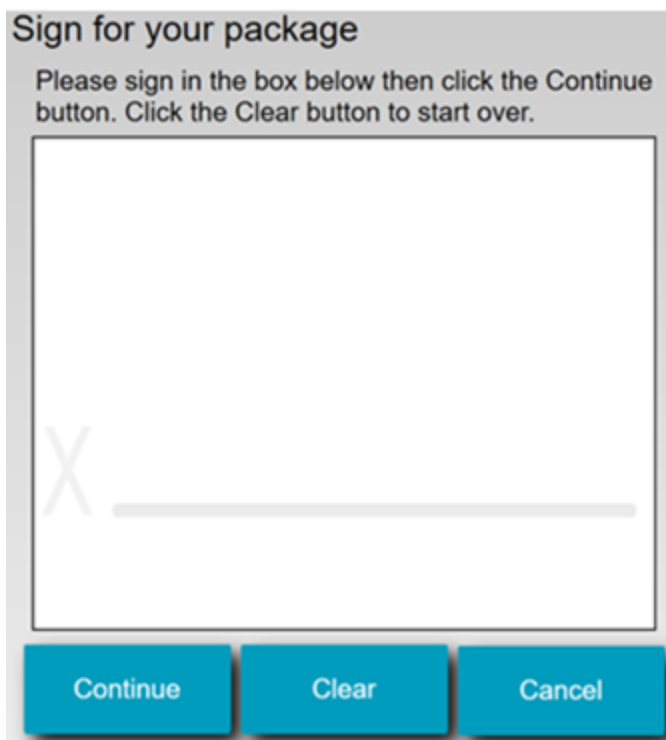 Sign for your package
Please sign in the box below then click the Continue
button. Click the Clear button to start over.
X
Continue Clear Cancel